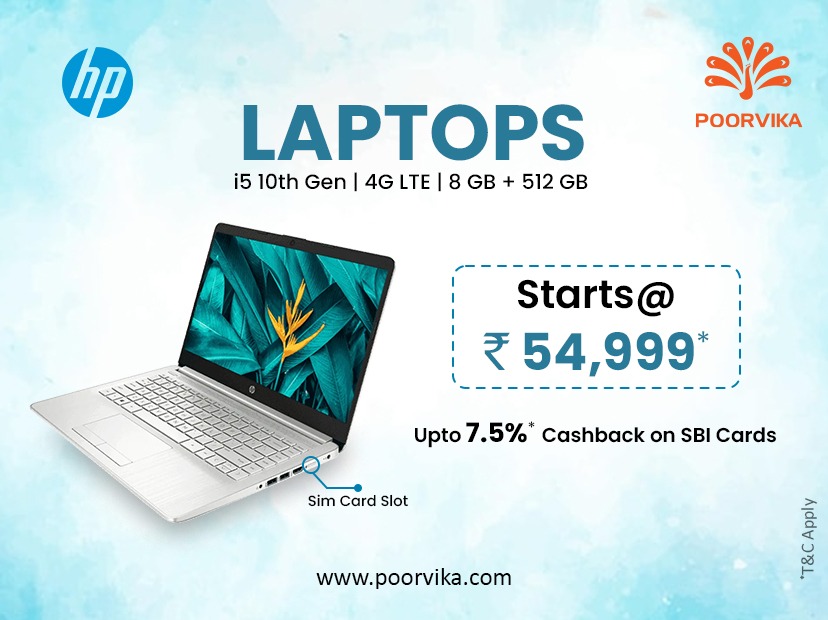 hp
POORVIKA
LAPTOPS
i5 10th Gen | 4G LTE | 8 GB + 512 GB
Starts@
₹ 54,999*
Upto 7.5%* Cashback on SBI Cards
Sim Card Slot
www.poorvika.com
*T&C Apply